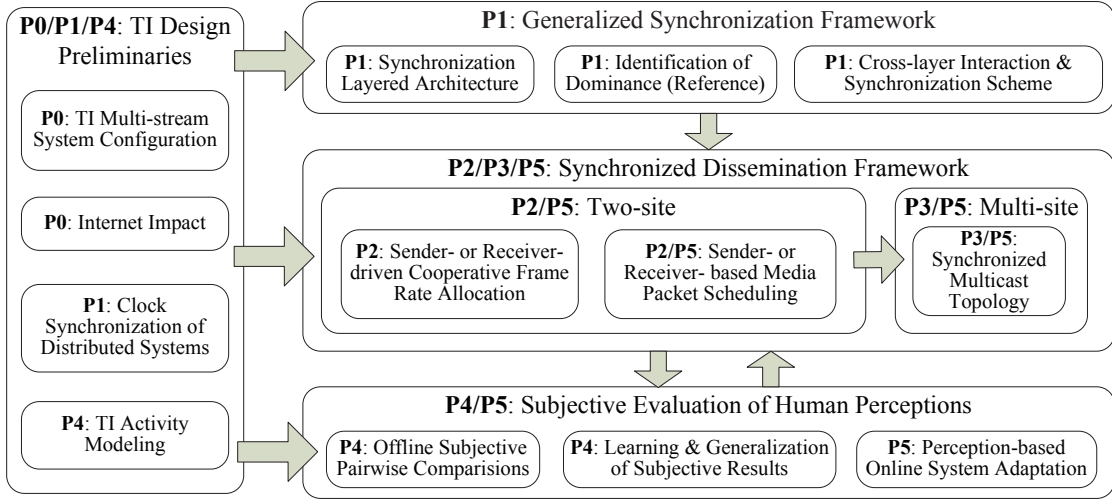 P0/P1/P4: TI Design
Preliminaries
P0: TI Multi-stream
System Configuration
P0: Internet Impact
P1: Clock
Synchronization of
Distributed Systems
P4: TI Activity
Modeling
P1: Generalized Synchronization Framework
P1: Synchronization
Layered Architecture
P1: Identification of
Dominance (Reference)
P1: Cross-layer Interaction &
Synchronization Scheme
P2/P3/P5: Synchronized Dissemination Framework
P2/P5: Two-site
P2: Sender- or Receiver-
driven Cooperative Frame
Rate Allocation
P2/P5: Sender- or
Receiver- based Media
Packet Scheduling
P3/P5: Multi-site
P3/P5:
Synchronized
Multicast
Topology
P4/P5: Subjective Evaluation of Human Perceptions
P4: Offline Subjective
Pairwise Comparisions
P4: Learning & Generalization
of Subjective Results
P5: Perception-based
Online System Adaptation